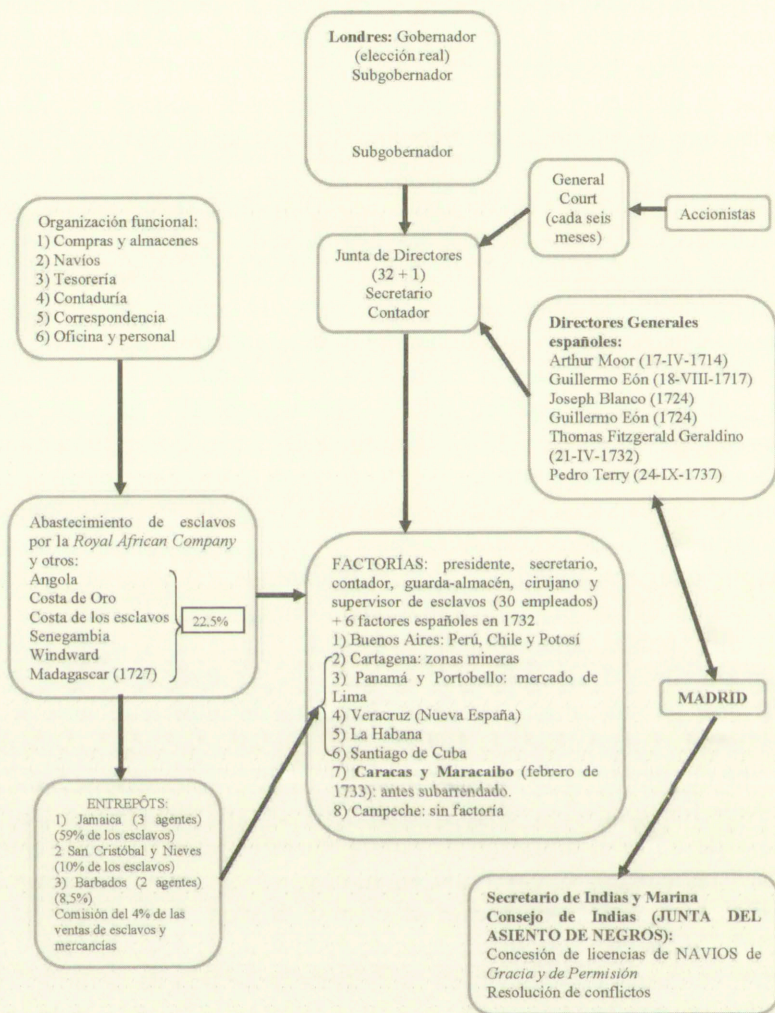 Londres: Gobernador
(elección real)
Subgobernador
Subgobernador
General
Court
(cada seis
meses)
Accionistas
Organización funcional:
1) Compras y almacenes
2) Navíos
3) Tesorería
4) Contaduría
5) Correspondencia
6) Oficina y personal
Junta de Directores
(32 + 1)
Secretario
Contador
Directores Generales
españoles:
Arthur Moor (17-IV-1714)
Guillermo Eón (18-VIII-1717)
Joseph Blanco (1724)
Guillermo Eón (1724)
Thomas Fitzgerald Geraldino
(21-IV-1732)
Pedro Terry (24-IX-1737)
Abastecimiento de esclavos
por la Royal African Company
y otros:
Angola
Costa de Oro
Costa de los esclavos
Senegambia
Windward
Madagascar (1727)
22,5%
FACTORÍAS: presidente, secretario,
contador, guarda-almacén, cirujano y
supervisor de esclavos (30 empleados)
+ 6 factores españoles en 1732
1) Buenos Aires: Perú, Chile y Potosí
2) Cartagena: zonas mineras
3) Panamá y Portobello: mercado de
Lima
4) Veracruz (Nueva España)
5) La Habana
6) Santiago de Cuba
7) Caracas y Maracaibo (febrero de
1733): antes subarrendado.
8) Campeche: sin factoría
MADRID
ENTREPÔTS:
1) Jamaica (3 agentes)
(59% de los esclavos)
2 San Cristóbal y Nieves
(10% de los esclavos)
3) Barbados (2 agentes)
(8,5%)
Comisión del 4% de las
ventas de esclavos y
mercancías
Secretario de Indias y Marina
Consejo de Indias (JUNTA DEL
ASIENTO DE NEGROS):
Concesión de licencias de NAVIOS de
Gracia y de Permisión
Resolución de conflictos